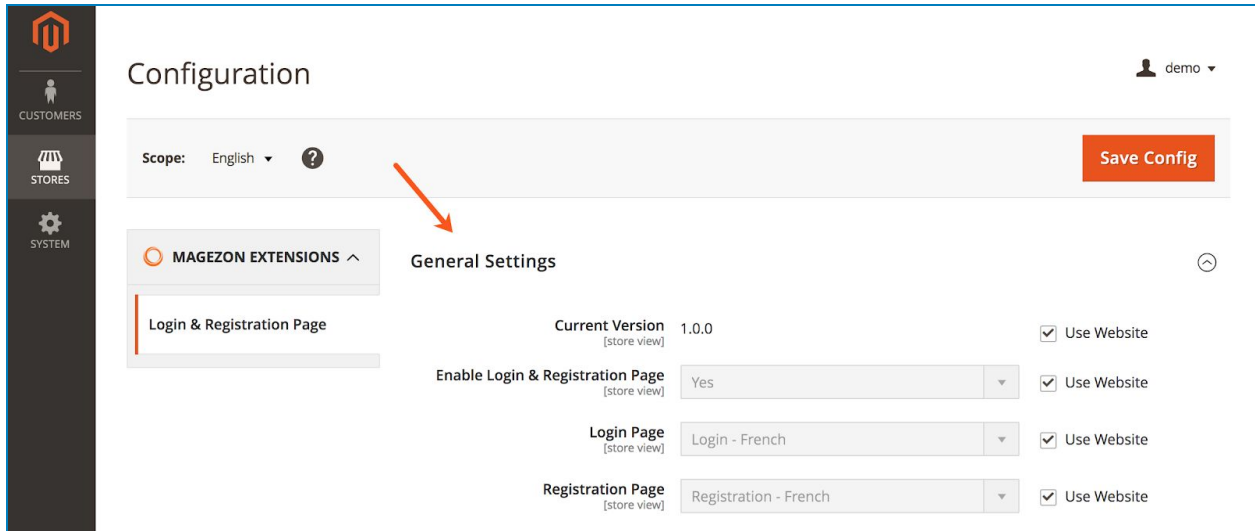 Configuration
demo
CUSTOMERS
Scope: English ?
Save Config
STORES
SYSTEM
MAGEZON EXTENSIONS
General Settings
Login & Registration Page
Current Version 1.0.0 Use Website
[store view]
Enable Login & Registration Page Yes Use Website
[store view]
Login Page Login - French Use Website
[store view]
Registration Page Registration - French Use Website
[store view]